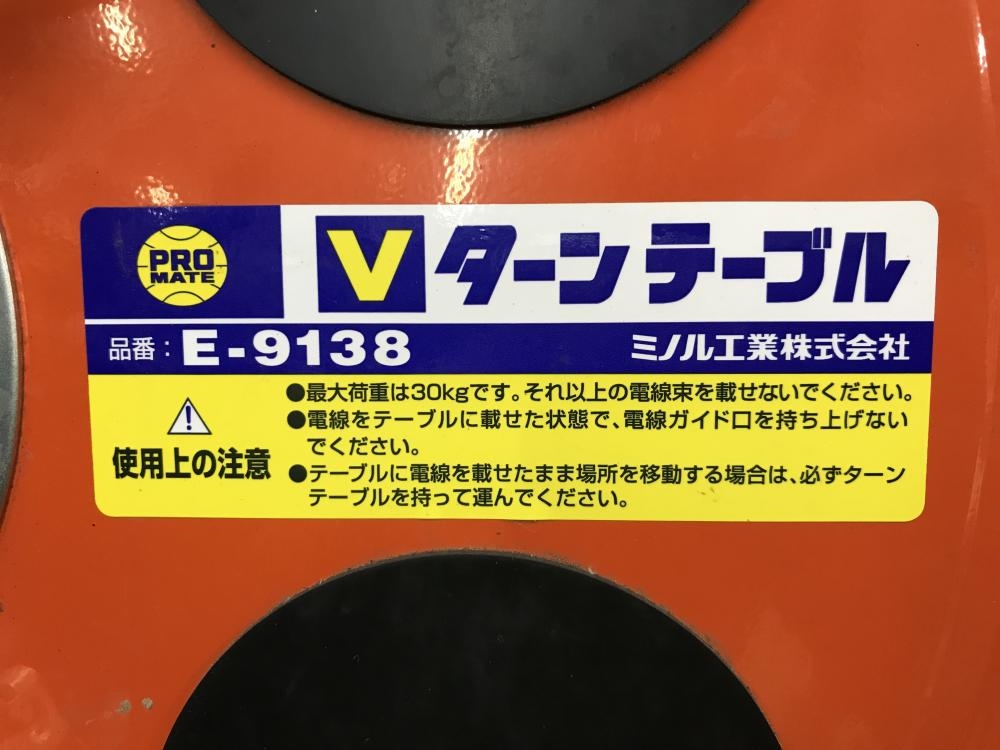 PRO
MATE
V ターンテーブル
品番：E-9138
ミノル工業株式会社
⚠
使用上の注意
●最大荷重は30kgです。それ以上の電線束を載せないでください。
●電線をテーブルに載せた状態で、電線ガイド口を持ち上げない
でください。
●テーブルに電線を載せたまま場所を移動する場合は、必ずターン
テーブルを持って運んでください。